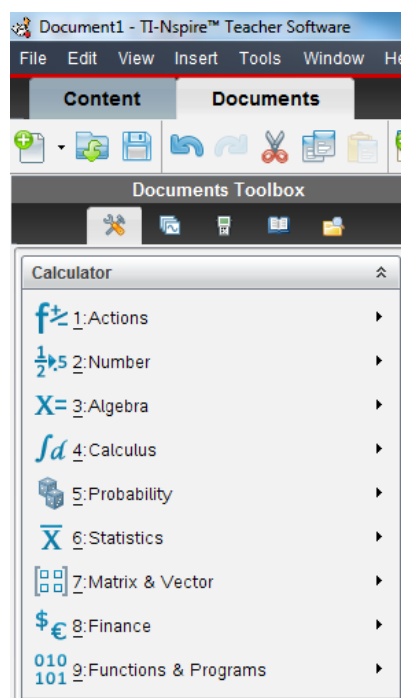 Document1 - TI-Nspire™ Teacher Software
File Edit View Insert Tools Window He
Content Documents
Documents Toolbox
Calculator
f± 1:Actions
1/2▸.5 2:Number
X= 3:Algebra
∫d 4:Calculus
5:Probability
X̅ 6:Statistics
7:Matrix & Vector
$€ 8:Finance
010
101 9:Functions & Programs